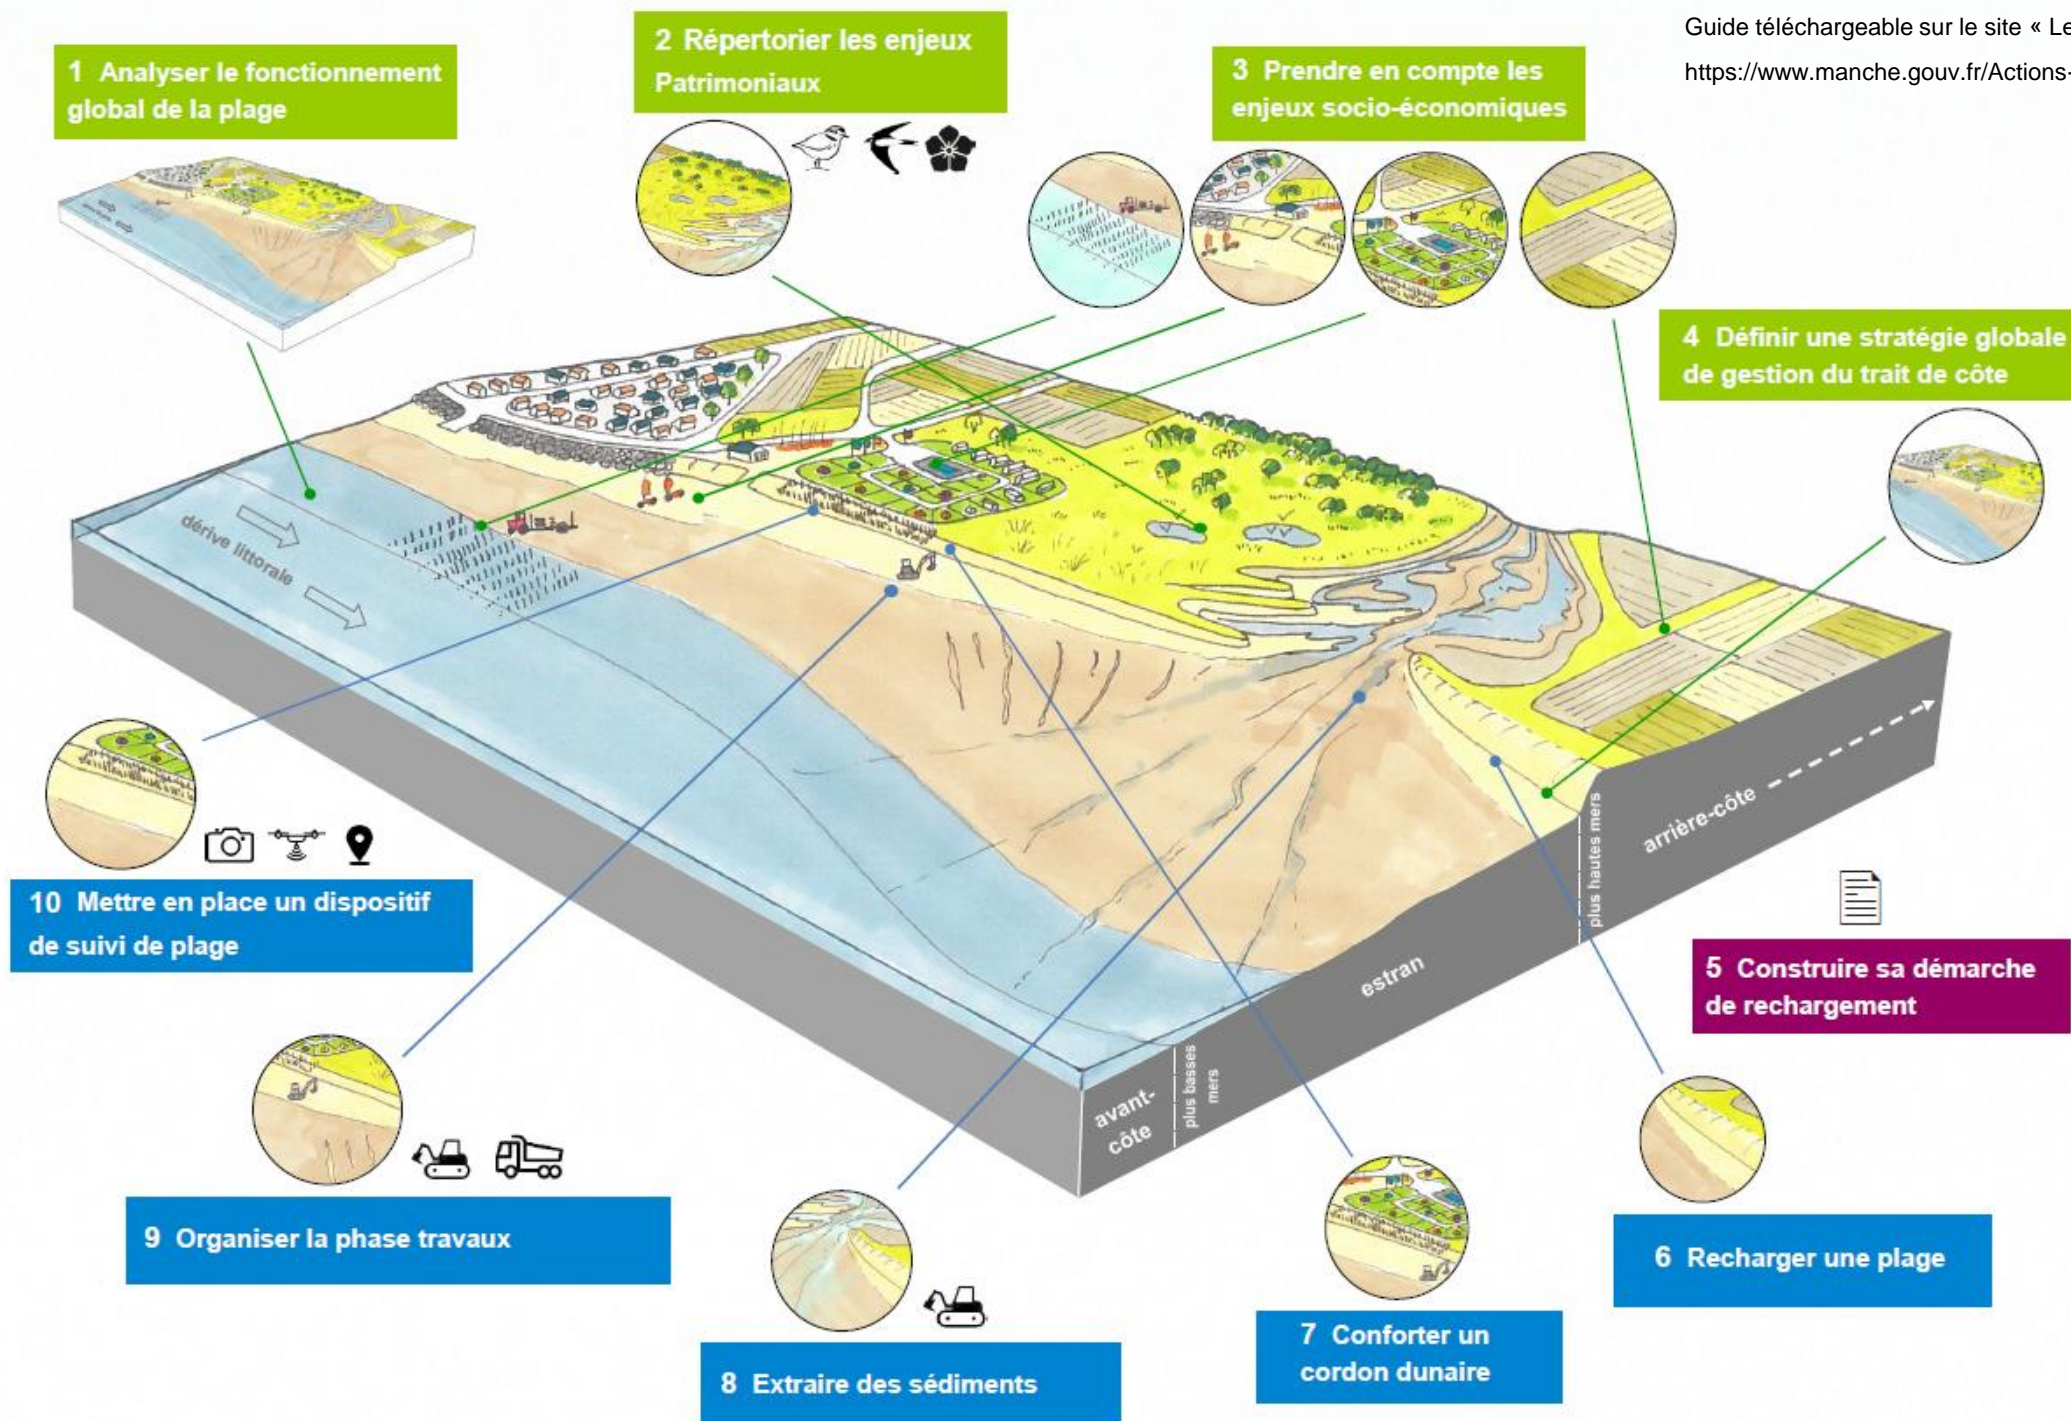 Guide téléchargeable sur le site « Le
https://www.manche.gouv.fr/Actions-
1 Analyser le fonctionnement
global de la plage
2 Répertorier les enjeux
Patrimoniaux
3 Prendre en compte les
enjeux socio-économiques
4 Définir une stratégie globale
de gestion du trait de côte
dérive littorale
plus hautes mers
arrière-côte
estran
plus basses
mers
avant-
côte
5 Construire sa démarche
de rechargement
6 Recharger une plage
7 Conforter un
cordon dunaire
8 Extraire des sédiments
9 Organiser la phase travaux
10 Mettre en place un dispositif
de suivi de plage